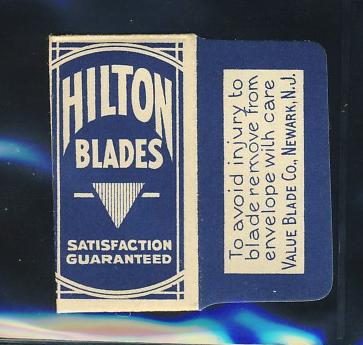 HILTON
BLADES
SATISFACTION
GUARANTEED
To avoid injury to
blade remove from
envelope with care
VALUE BLADE CO., NEWARK, N.J.